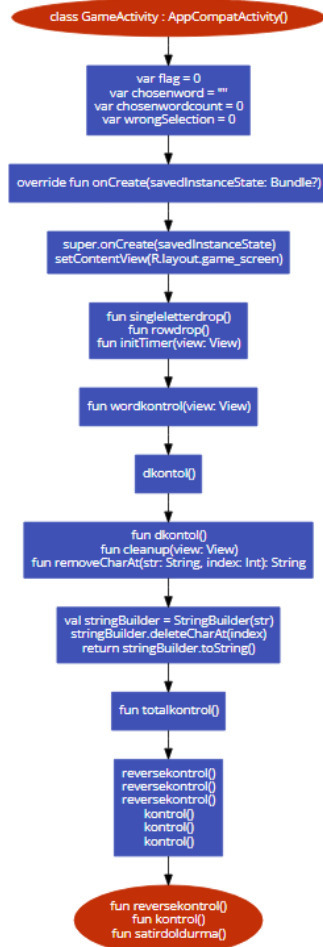 class GameActivity : AppCompatActivity()
var flag = 0
var chosenword = ""
var chosenwordcount = 0
var wrongSelection = 0
override fun onCreate(savedInstanceState: Bundle?)
super.onCreate(savedInstanceState)
setContentView(R.layout.game_screen)
fun singleletterdrop()
fun rowdrop()
fun initTimer(view: View)
fun wordkontrol(view: View)
dkontol()
fun dkontol()
fun cleanup(view: View)
fun removeCharAt(str: String, index: Int): String
val stringBuilder = StringBuilder(str)
stringBuilder.deleteCharAt(index)
return stringBuilder.toString()
fun totalkontrol()
reversekontrol()
reversekontrol()
reversekontrol()
kontrol()
kontrol()
kontrol()
fun reversekontrol()
fun kontrol()
fun satirdoldurma()